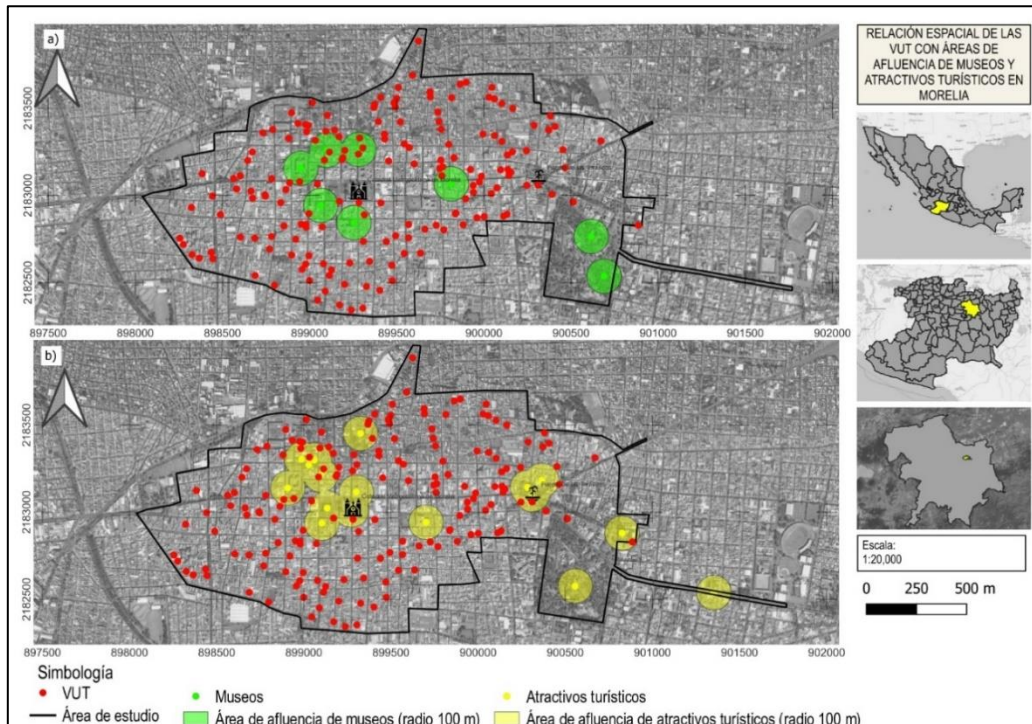 a)
2183500
2183000
2182500
897500 898000 898500 899000 899500 900000 900500 901000 901500 902000
b)
2183500
2183000
2182500
897500 898000 898500 899000 899500 900000 900500 901000 901500 902000
RELACIÓN ESPACIAL DE LAS
VUT CON ÁREAS DE
AFLUENCIA DE MUSEOS Y
ATRACTIVOS TURÍSTICOS EN
MORELIA
Escala:
1:20,000
0 250 500 m
Simbología
VUT Museos Atractivos turísticos
Área de estudio Área de afluencia de museos (radio 100 m) Área de afluencia de atractivos turísticos (radio 100 m)